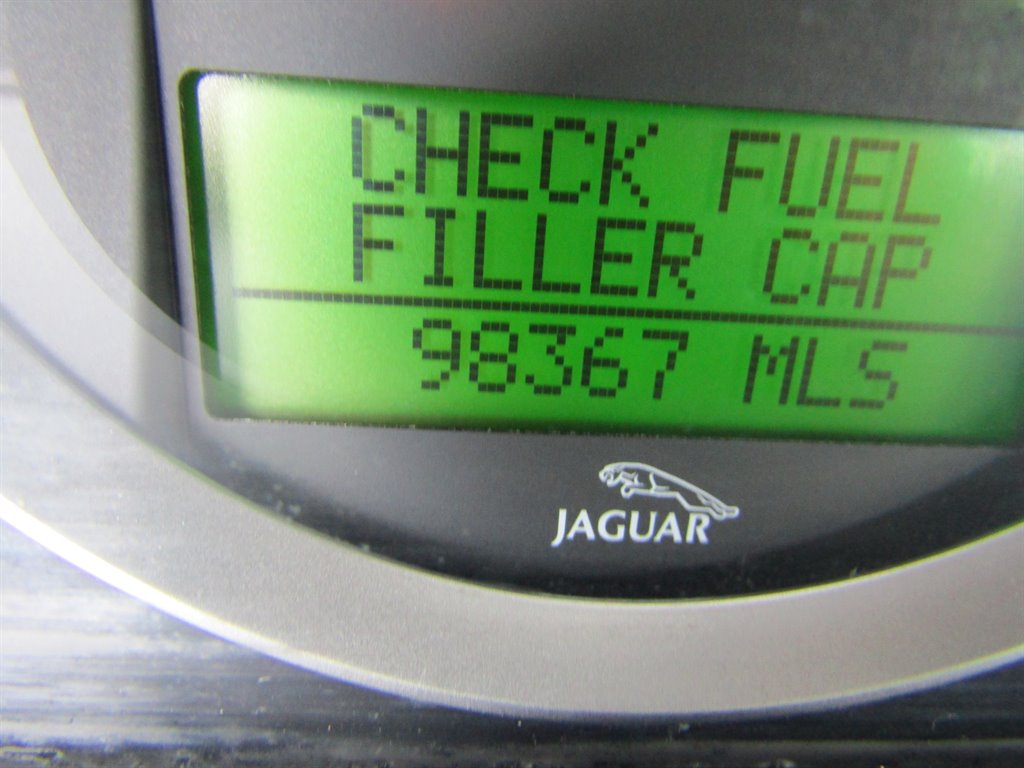 CHECK FUEL
FILLER CAP
98367 MLS
JAGUAR